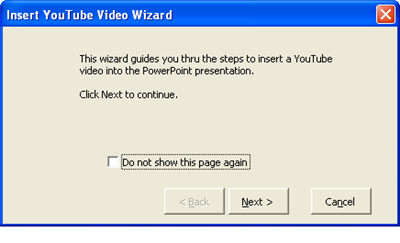 Insert YouTube Video Wizard
This wizard guides you thru the steps to insert a YouTube
video into the PowerPoint presentation.
Click Next to continue.
Do not show this page again
< Back
Next >
Cancel